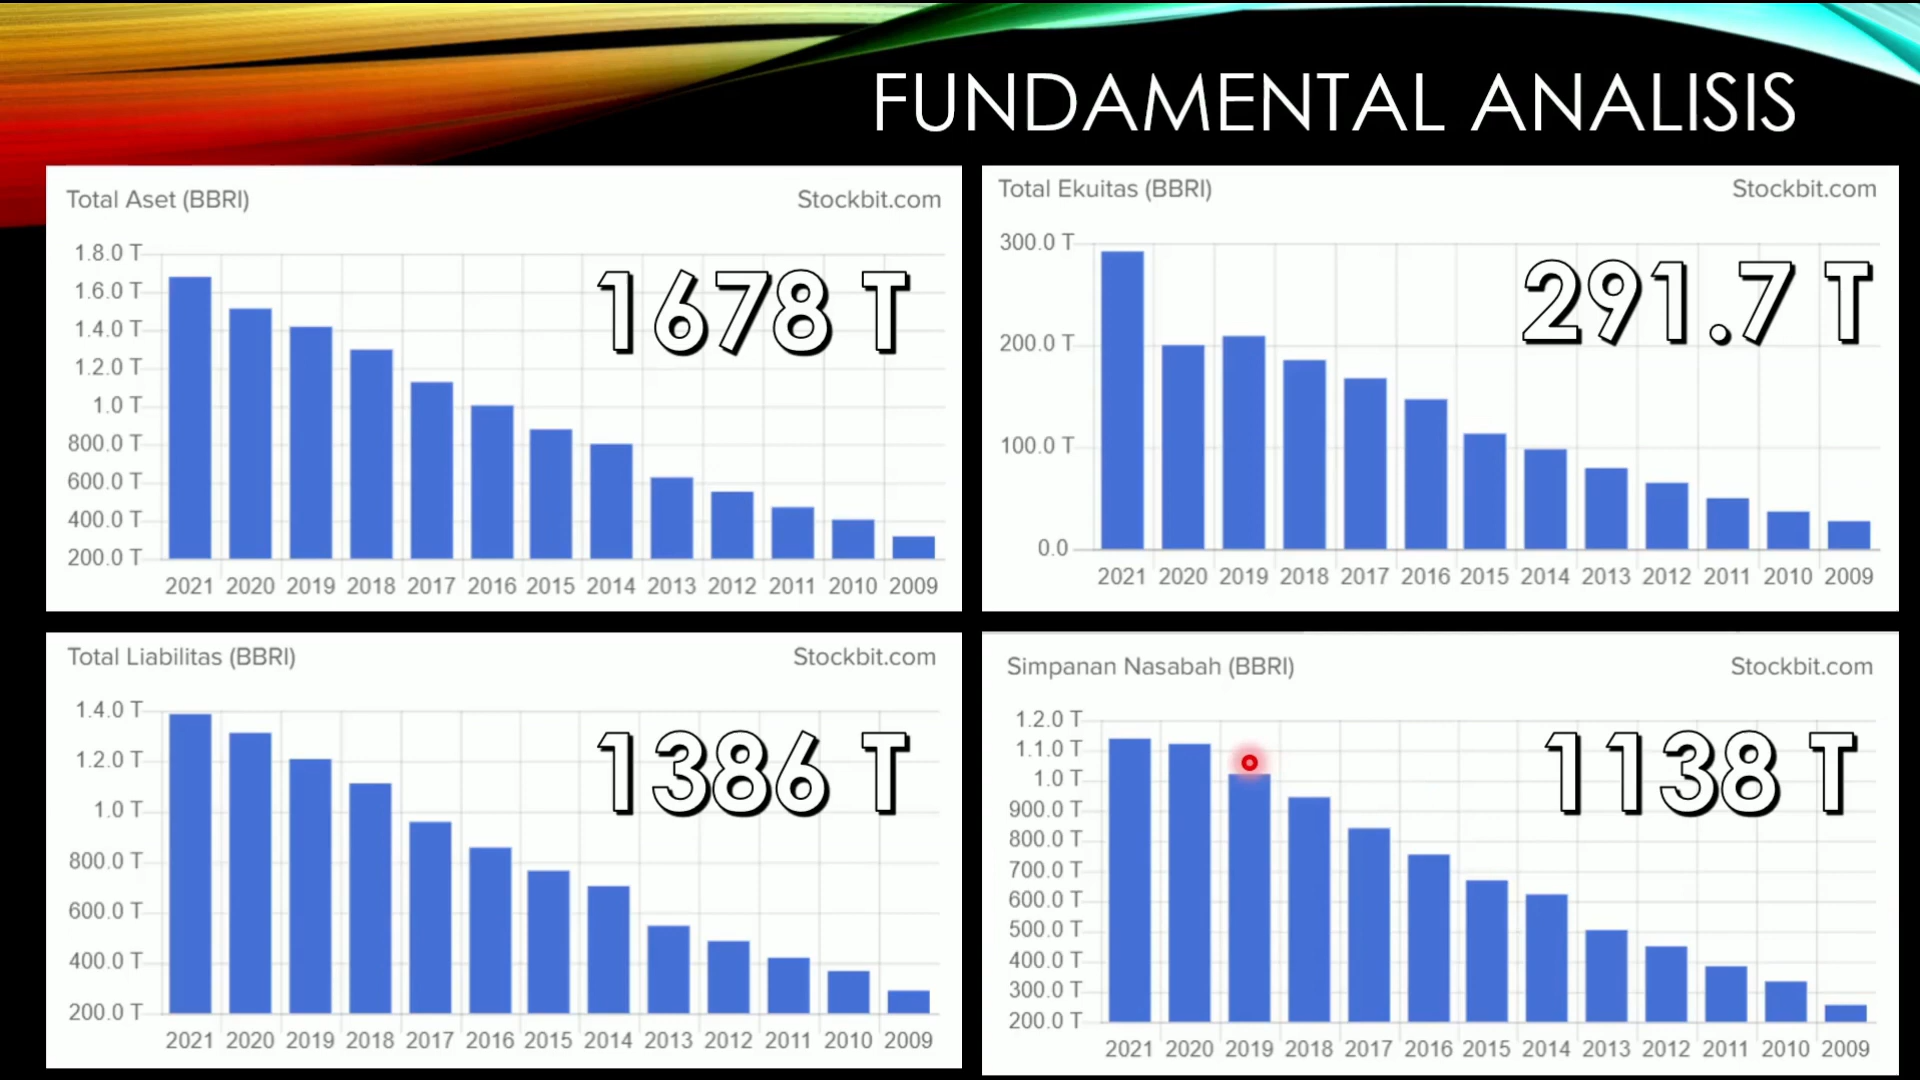 FUNDAMENTAL ANALISIS
Total Aset (BBRI)
Stockbit.com
1678 T
1.8.0 T
1.6.0 T
1.4.0 T
1.2.0 T
1.0 T
800.0 T
600.0 T
400.0 T
200.0 T
2021 2020 2019 2018 2017 2016 2015 2014 2013 2012 2011 2010 2009
Total Ekuitas (BBRI)
Stockbit.com
291.7 T
300.0 T
200.0 T
100.0 T
0.0
2021 2020 2019 2018 2017 2016 2015 2014 2013 2012 2011 2010 2009
Total Liabilitas (BBRI)
Stockbit.com
1386 T
1.4.0 T
1.2.0 T
1.0 T
800.0 T
600.0 T
400.0 T
200.0 T
2021 2020 2019 2018 2017 2016 2015 2014 2013 2012 2011 2010 2009
Simpanan Nasabah (BBRI)
Stockbit.com
1138 T
1.2.0 T
1.1.0 T
1.0 T
900.0 T
800.0 T
700.0 T
600.0 T
500.0 T
400.0 T
300.0 T
200.0 T
2021 2020 2019 2018 2017 2016 2015 2014 2013 2012 2011 2010 2009